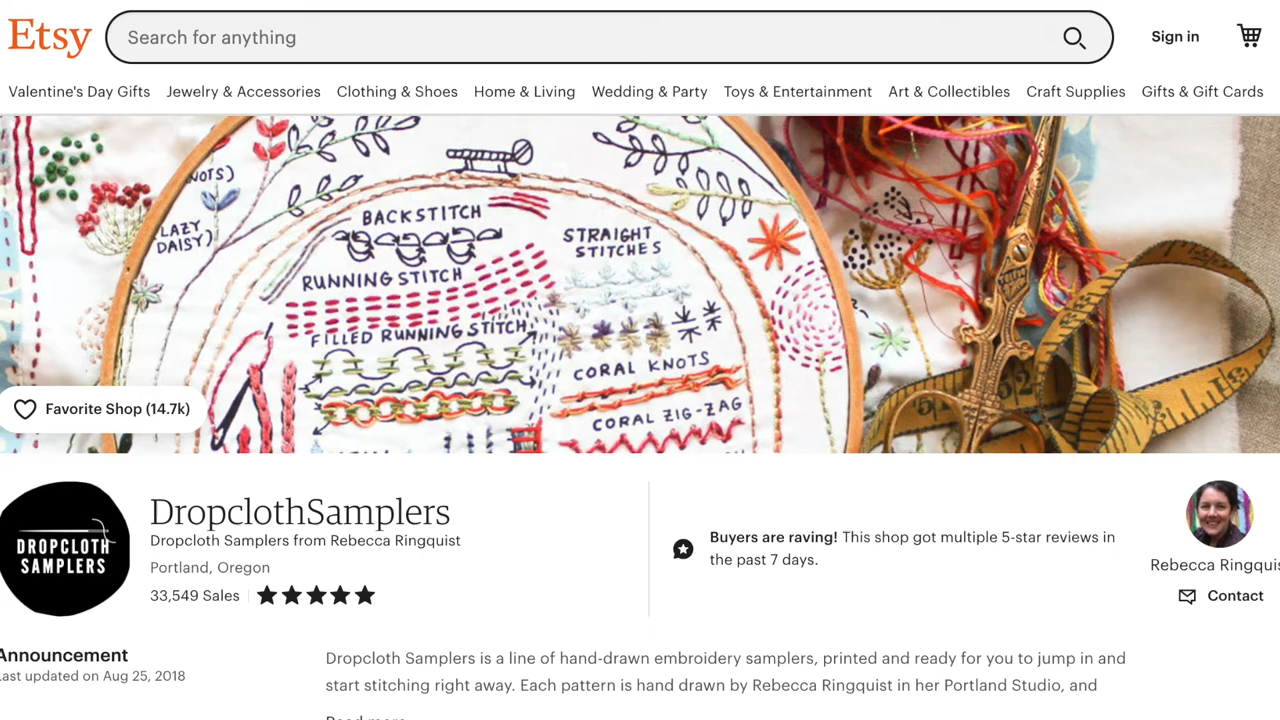 Etsy
Search for anything
Sign in
Valentine's Day Gifts Jewelry & Accessories Clothing & Shoes Home & Living Wedding & Party Toys & Entertainment Art & Collectibles Craft Supplies Gifts & Gift Cards
KNOTS)
LAZY
DAISY)
BACKSTITCH
STRAIGHT
STITCHES
RUNNING STITCH
FILLED RUNNING STITCH
CORAL KNOTS
CORAL ZIG-ZAG
Favorite Shop (14.7k)
DROPCLOTH
SAMPLERS
DropclothSamplers
Dropcloth Samplers from Rebecca Ringquist
Portland, Oregon
33,549 Sales
Buyers are raving! This shop got multiple 5-star reviews in
the past 7 days.
Rebecca Ringquis
Contact
Announcement
Last updated on Aug 25, 2018
Dropcloth Samplers is a line of hand-drawn embroidery samplers, printed and ready for you to jump in and
start stitching right away. Each pattern is hand drawn by Rebecca Ringquist in her Portland Studio, and
Read more